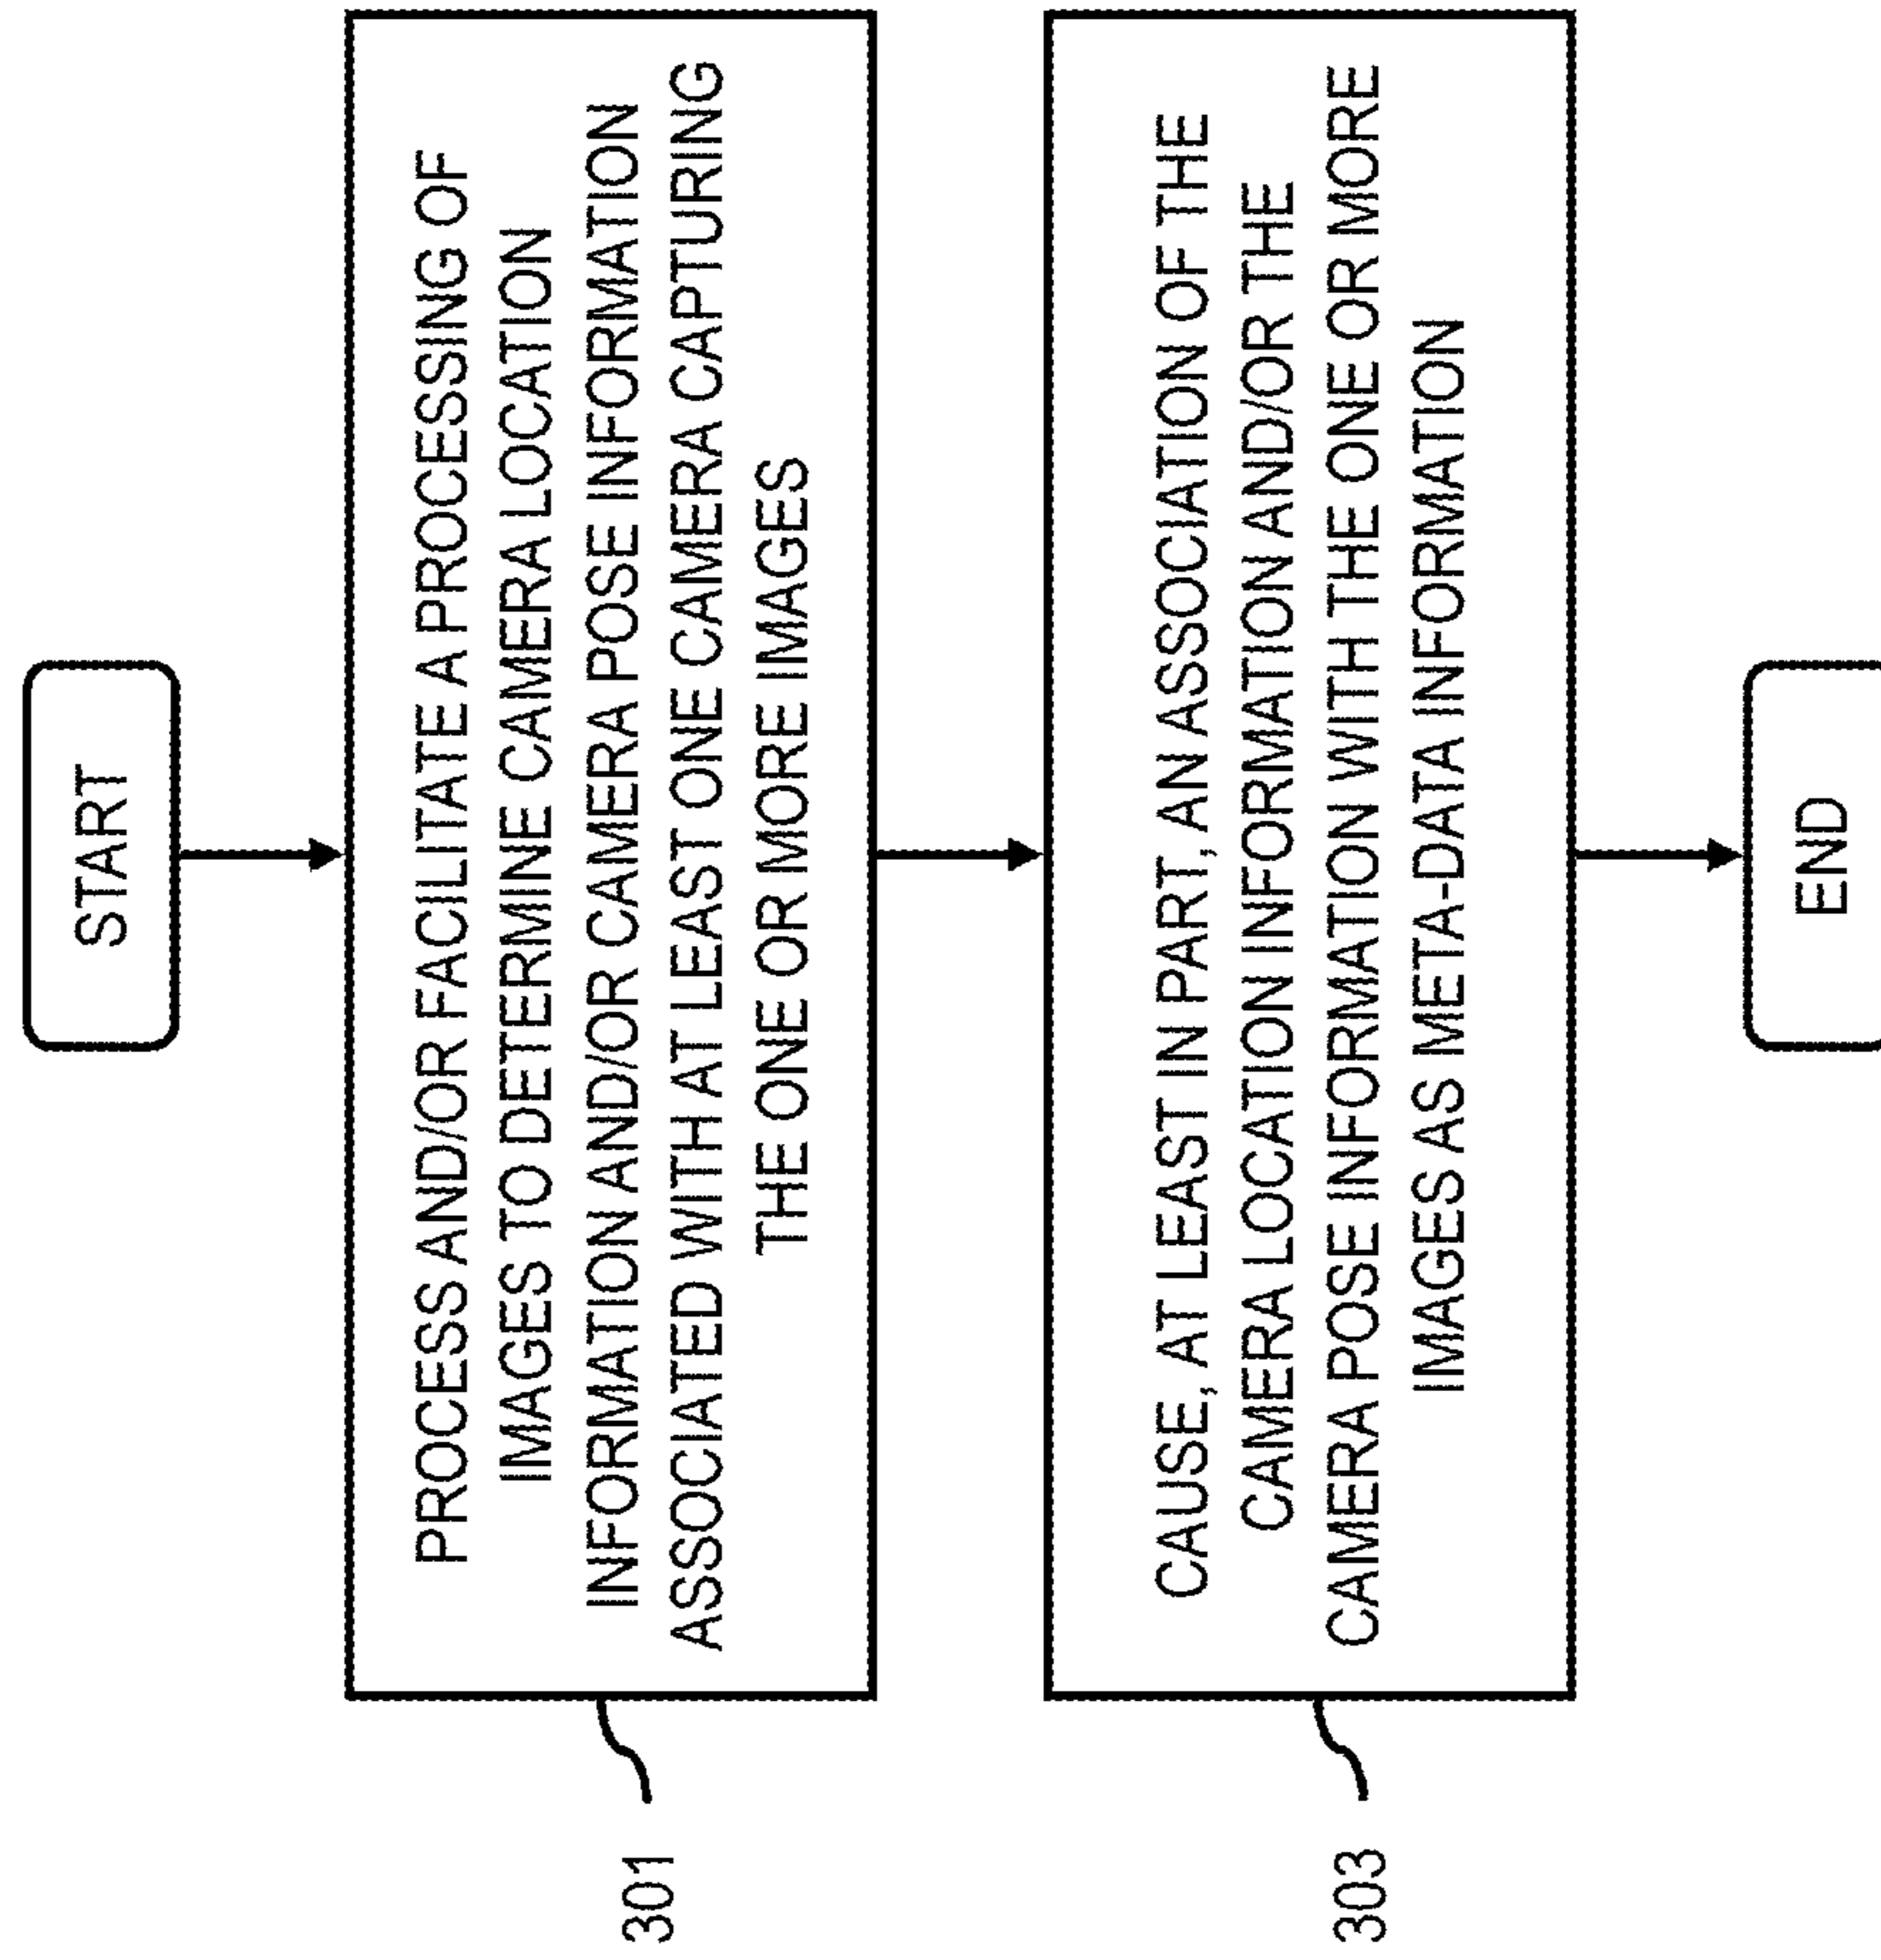 START
PROCESS AND/OR FACILITATE A PROCESSING OF
IMAGES TO DETERMINE CAMERA LOCATION
INFORMATION AND/OR CAMERA POSE INFORMATION
ASSOCIATED WITH AT LEAST ONE CAMERA CAPTURING
THE ONE OR MORE IMAGES
301
CAUSE, AT LEAST IN PART, AN ASSOCIATION OF THE
CAMERA LOCATION INFORMATION AND/OR THE
CAMERA POSE INFORMATION WITH THE ONE OR MORE
IMAGES AS META-DATA INFORMATION
303
END